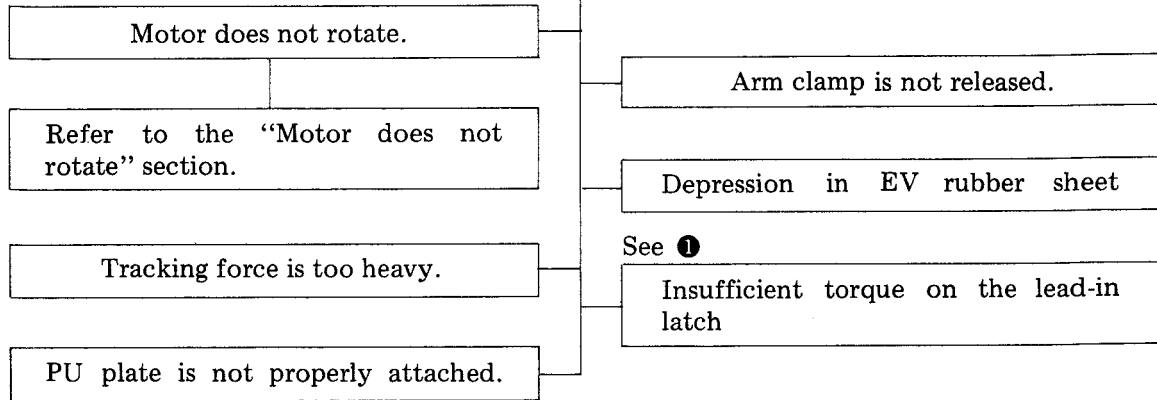 Motor does not rotate.
Refer to the “Motor does not
rotate” section.
Tracking force is too heavy.
PU plate is not properly attached.
Arm clamp is not released.
Depression in EV rubber sheet
See ❶
Insufficient torque on the lead-in
latch